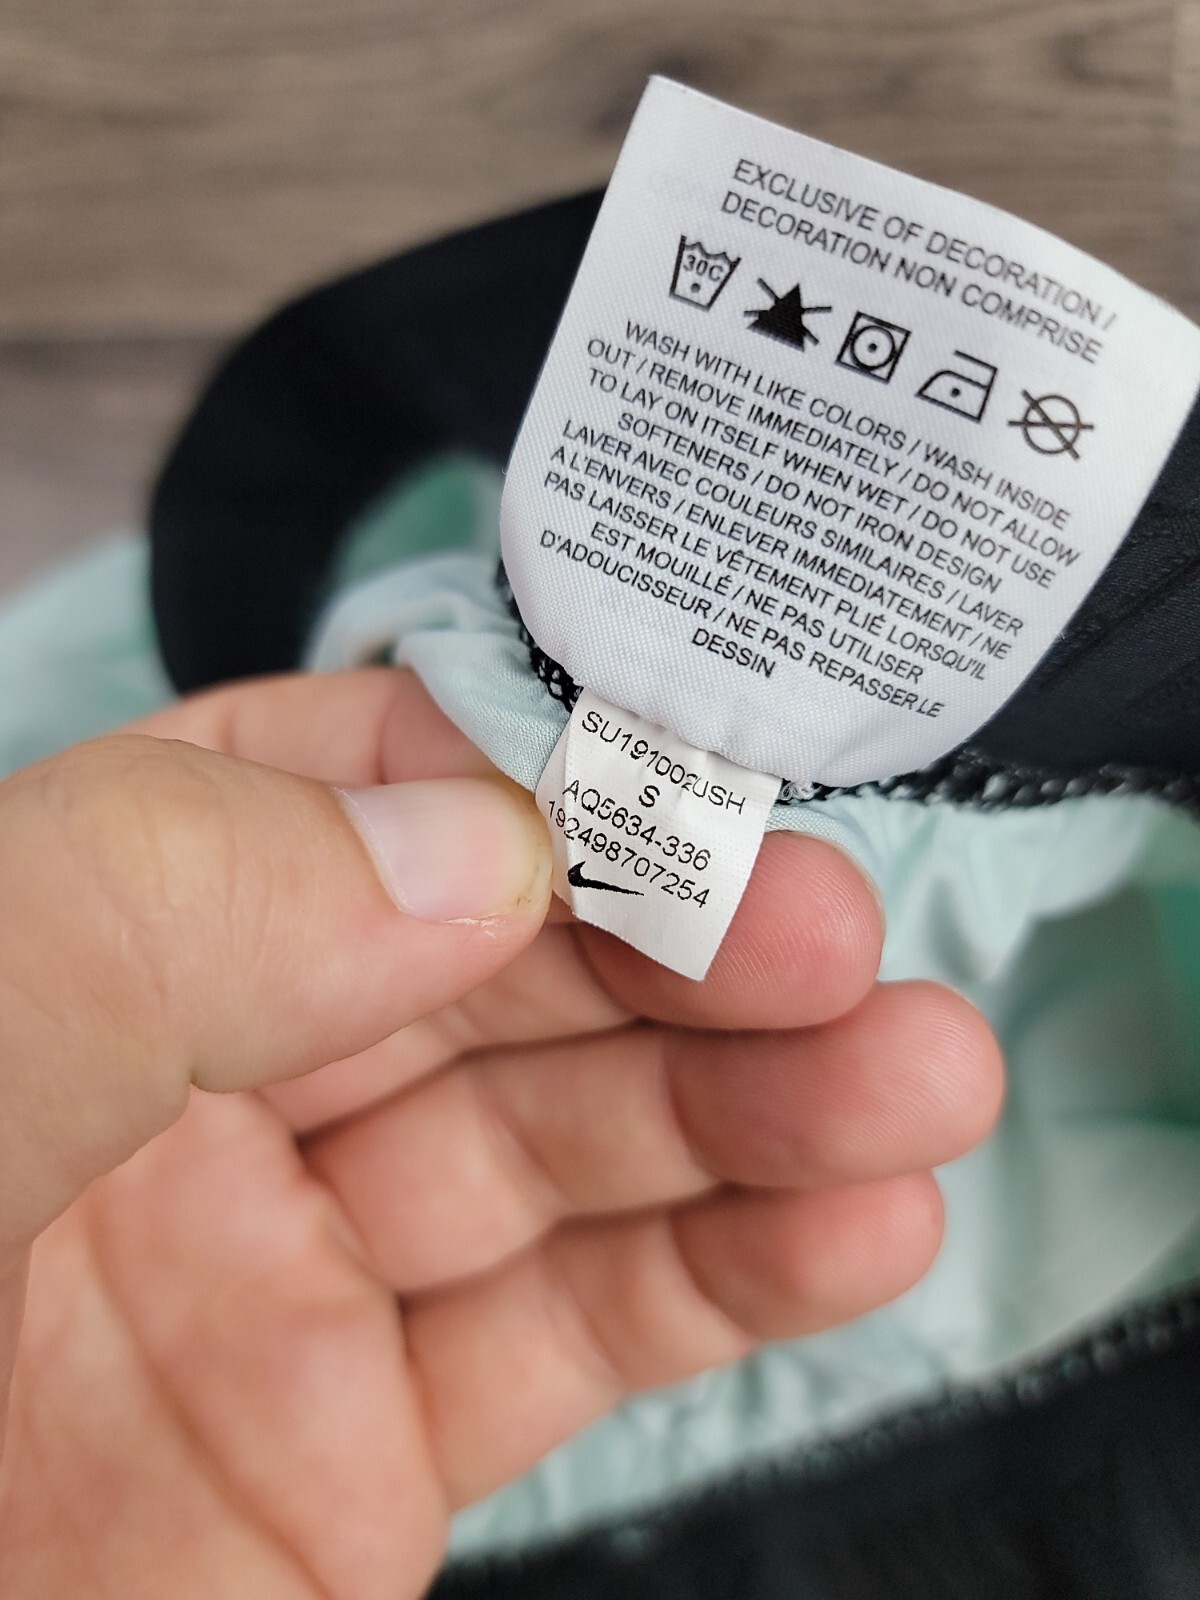 EXCLUSIVE OF DECORATION /
DECORATION NON COMPRISE
30C
WASH WITH LIKE COLORS / WASH INSIDE
OUT / REMOVE IMMEDIATELY / DO NOT ALLOW
TO LAY ON ITSELF WHEN WET / DO NOT USE
SOFTENERS / DO NOT IRON DESIGN
LAVER AVEC COULEURS SIMILAIRES / LAVER
A L'ENVERS / ENLEVER IMMEDIATEMENT / NE
PAS LAISSER LE VÊTEMENT PLIÉ LORSQU'IL
EST MOUILLÉ / NE PAS UTILISER
D'ADOUCISSEUR / NE PAS REPASSER LE
DESSIN
SU191002USH
S
AQ5634-336
192498707254